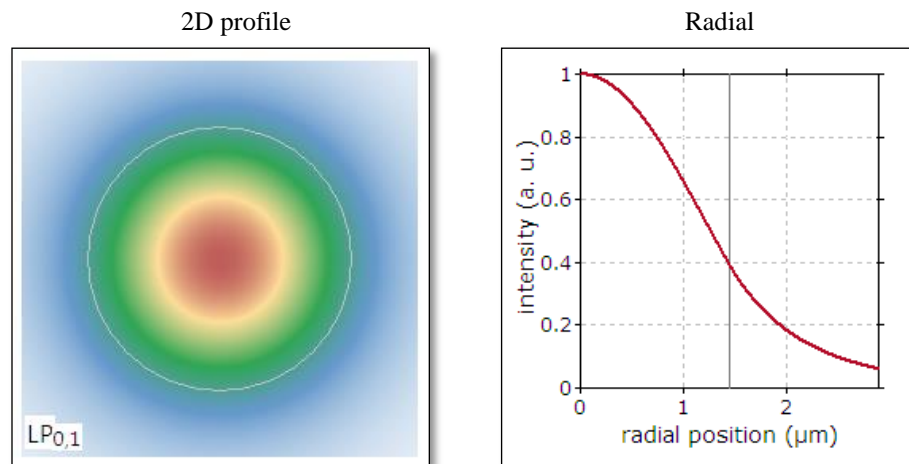 2D profile
Radial
LP0,1
1
0.8
0.6
0.4
0.2
0
0
1
2
intensity (a. u.)
radial position (µm)